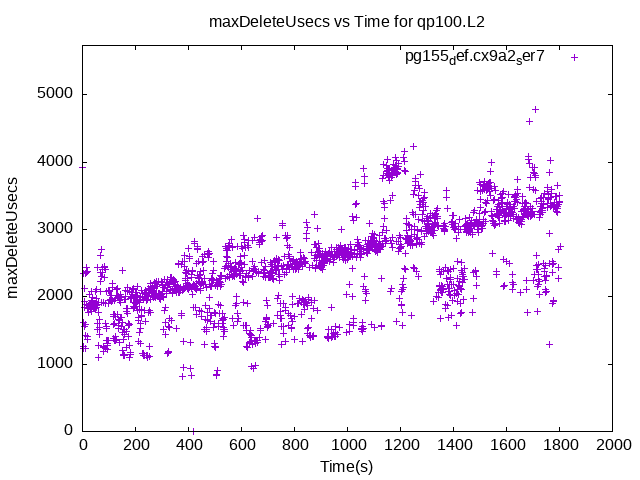 maxDeleteUsecs vs Time for qp100.L2
pg155def.cx9a2ser7
5000
4000
3000
2000
1000
0
maxDeleteUsecs
0 200 400 600 800 1000 1200 1400 1600 1800 2000
Time(s)